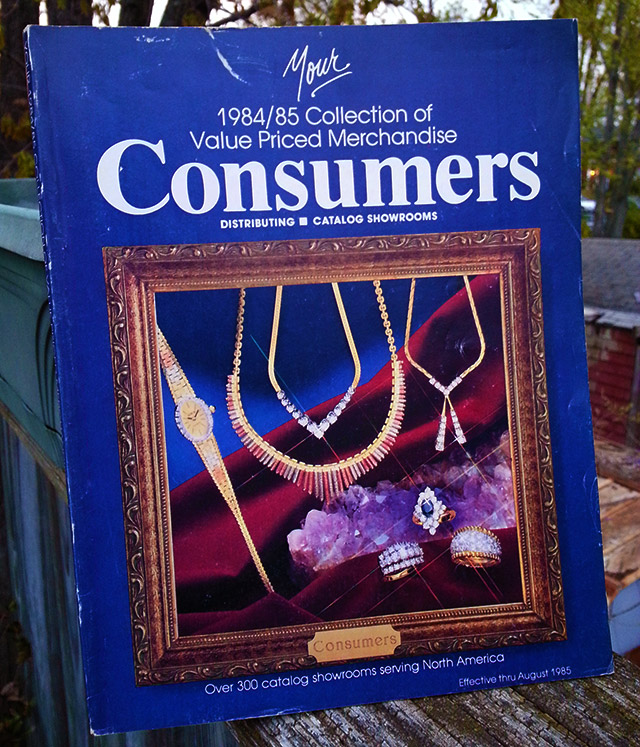 Your
1984/85 Collection of
Value Priced Merchandise
Consumers
DISTRIBUTING ■ CATALOG SHOWROOMS
Consumers
Over 300 catalog showrooms serving North America
Effective thru August 1985